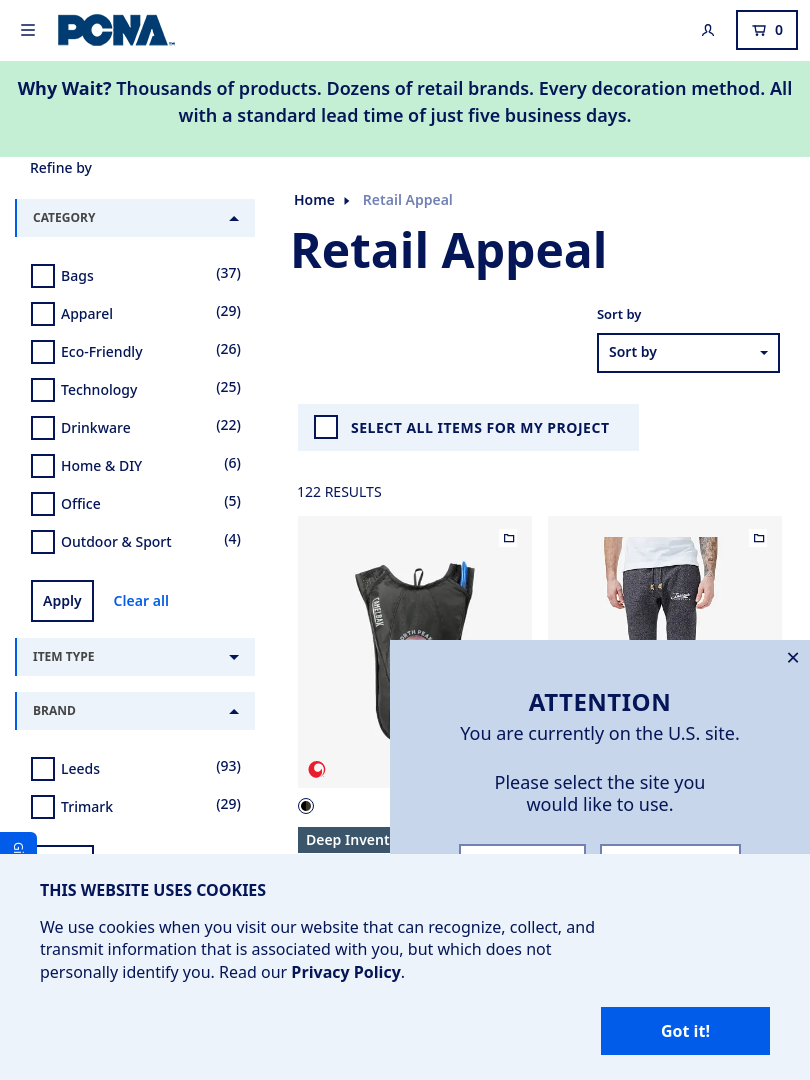 PCNA
0
Why Wait? Thousands of products. Dozens of retail brands. Every decoration method. All
with a standard lead time of just five business days.
Refine by
CATEGORY
Bags (37)
Apparel (29)
Eco-Friendly (26)
Technology (25)
Drinkware (22)
Home & DIY (6)
Office (5)
Outdoor & Sport (4)
Apply Clear all
ITEM TYPE
BRAND
Leeds (93)
Trimark (29)
Home Retail Appeal
Retail Appeal
Sort by
Sort by
SELECT ALL ITEMS FOR MY PROJECT
122 RESULTS
CAMELBAK
Deep Invent
ATTENTION
You are currently on the U.S. site.
Please select the site you
would like to use.
THIS WEBSITE USES COOKIES
We use cookies when you visit our website that can recognize, collect, and
transmit information that is associated with you, but which does not
personally identify you. Read our Privacy Policy.
Got it!